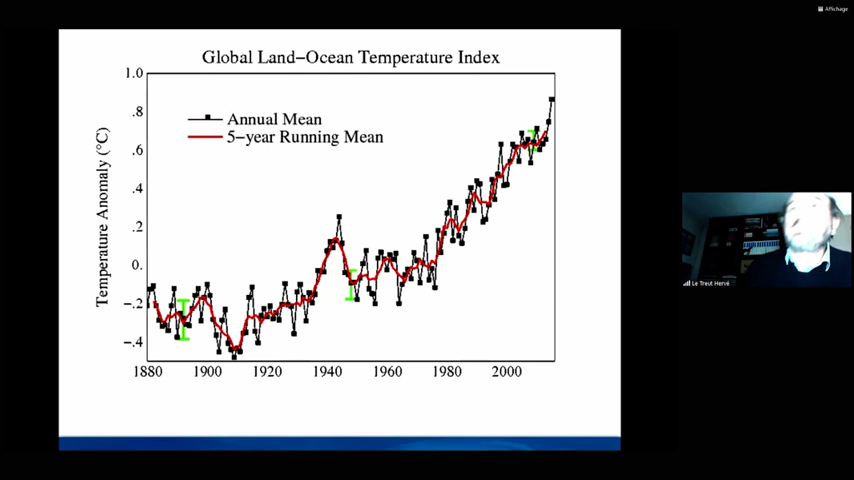 Affichage
Global Land-Ocean Temperature Index
1.0
.8
.6
.4
.2
0.
-.2
-.4
Temperature Anomaly (°C)
Annual Mean
5-year Running Mean
1880 1900 1920 1940 1960 1980 2000
Le Treut Hervé